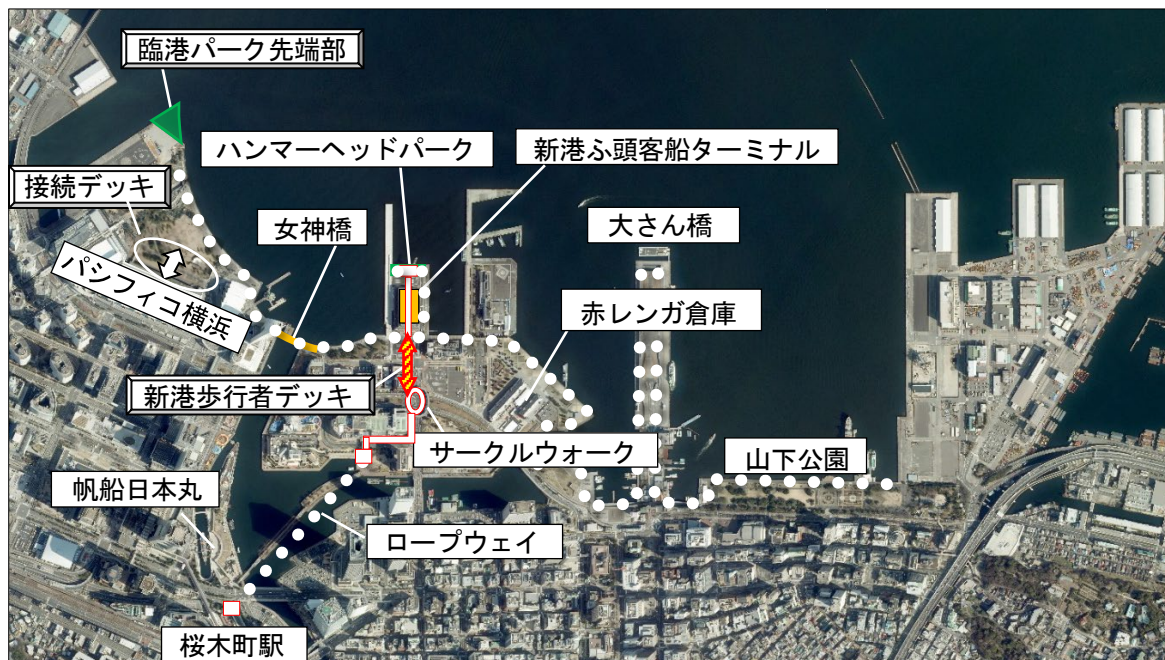 臨港パーク先端部
ハンマーヘッドパーク
新港ふ頭客船ターミナル
接続デッキ
女神橋
大さん橋
パシフィコ横浜
赤レンガ倉庫
新港歩行者デッキ
サークルウォーク
山下公園
帆船日本丸
ロープウェイ
桜木町駅